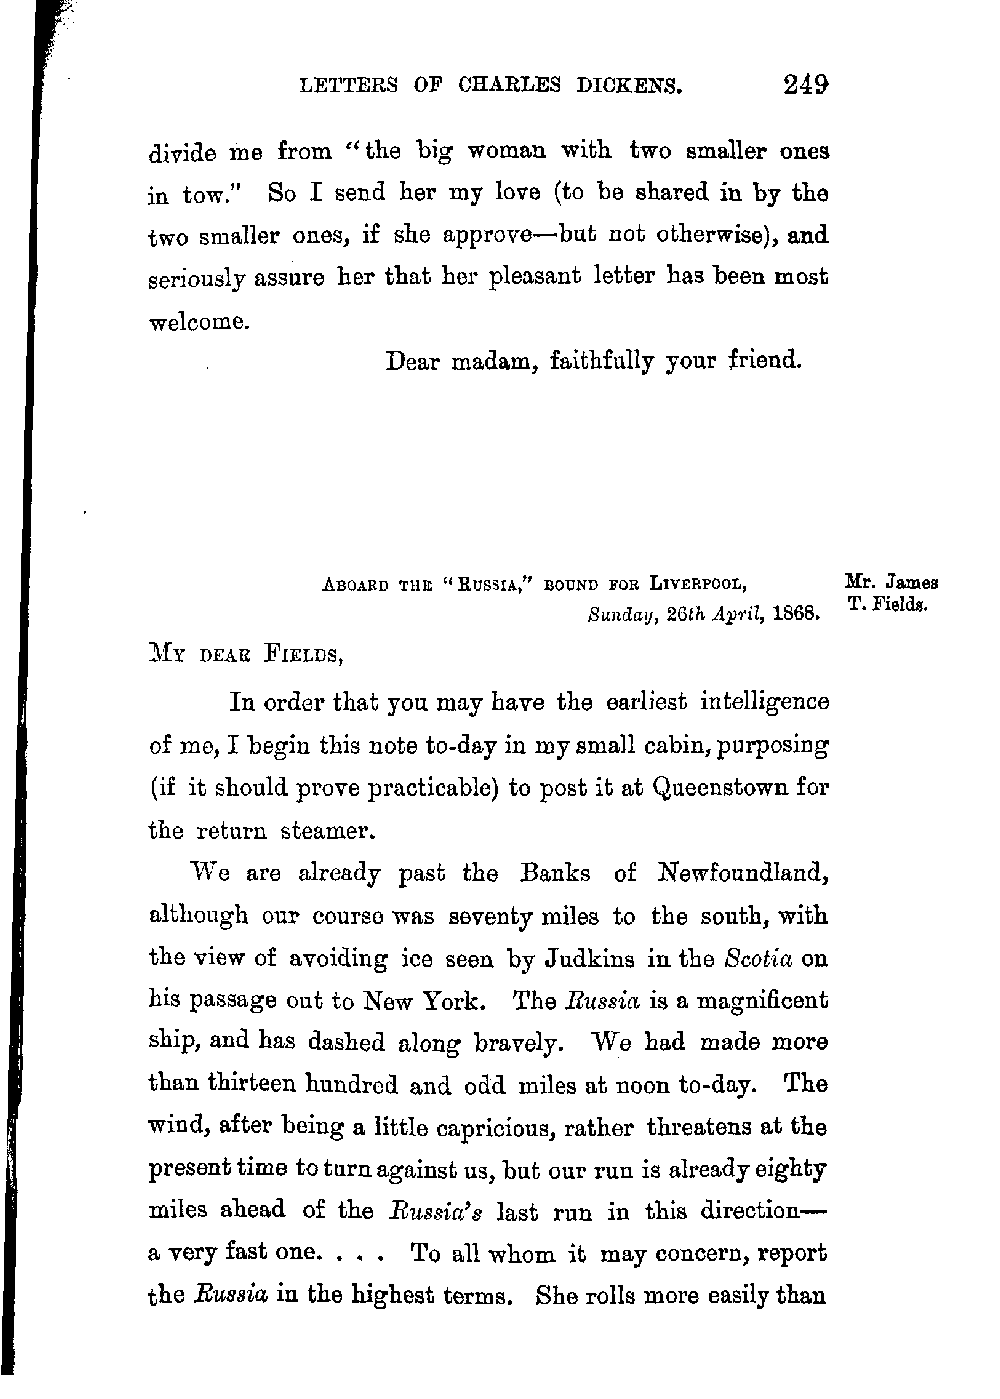 LETTERS OF CHARLES DICKENS. 249
divide me from “the big woman with two smaller ones
in tow.” So I send her my love (to be shared in by the
two smaller ones, if she approve—but not otherwise), and
seriously assure her that her pleasant letter has been most
welcome.
Dear madam, faithfully your friend.
ABOARD THE “RUSSIA,” BOUND FOR LIVERPOOL,
Mr. James
Sunday, 26th April, 1868.
T. Fields.
MY DEAR FIELDS,
In order that you may have the earliest intelligence
of me, I begin this note to-day in my small cabin, purposing
(if it should prove practicable) to post it at Queenstown for
the return steamer.
We are already past the Banks of Newfoundland,
although our course was seventy miles to the south, with
the view of avoiding ice seen by Judkins in the Scotia on
his passage out to New York. The Russia is a magnificent
ship, and has dashed along bravely. We had made more
than thirteen hundred and odd miles at noon to-day. The
wind, after being a little capricious, rather threatens at the
present time to turn against us, but our run is already eighty
miles ahead of the Russia’s last run in this direction—
a very fast one. . . . To all whom it may concern, report
the Russia in the highest terms. She rolls more easily than